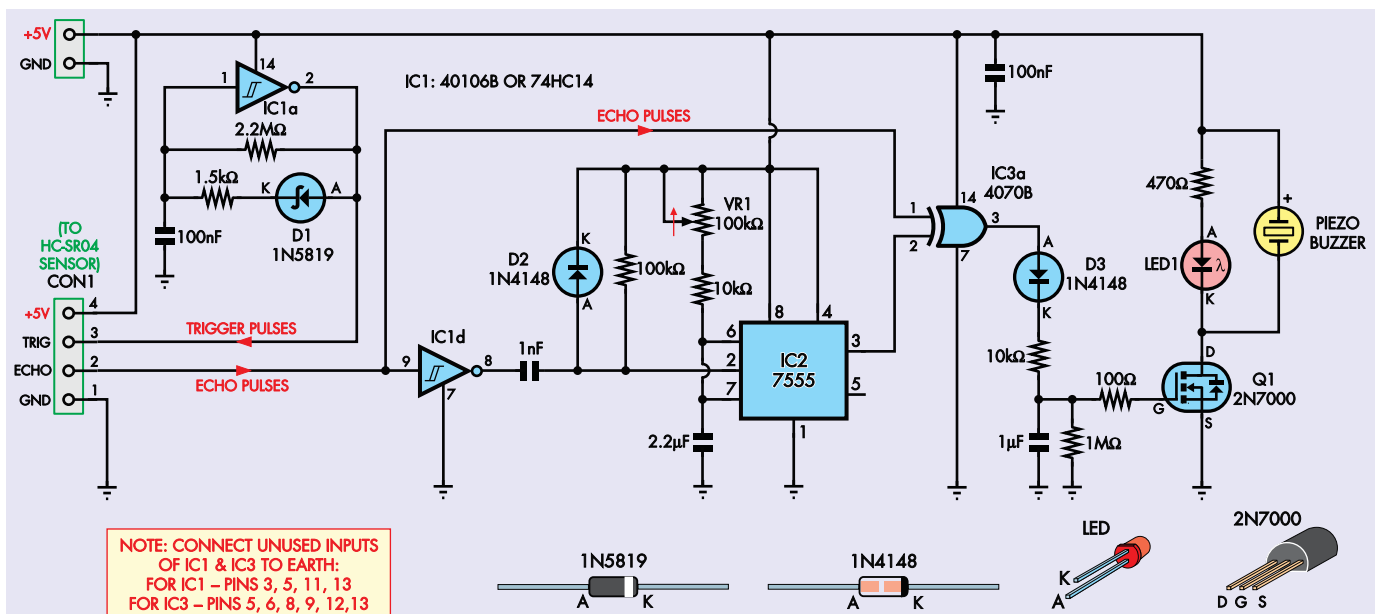 +5V
GND
1
14
2
IC1a
IC1: 40106B OR 74HC14
2.2MΩ
1.5kΩ
K
A
100nF
D1
1N5819
100nF
ECHO PULSES
IC3a
4070B
14
1
2
3
7
470Ω
+
PIEZO
BUZZER
A
LED1
λ
K
VR1
100kΩ
K
D2
1N4148
A
100kΩ
10kΩ
A
D3
1N4148
K
10kΩ
(TO
HC-SR04
SENSOR)
CON1
+5V
4
TRIG
3
TRIGGER PULSES
ECHO
2
ECHO PULSES
GND
1
IC1d
9
8
7
1nF
6
2
7
8
4
3
5
1
IC2
7555
2.2µF
1µF
1MΩ
100Ω
G
D
S
Q1
2N7000
NOTE: CONNECT UNUSED INPUTS
OF IC1 & IC3 TO EARTH:
FOR IC1 – PINS 3, 5, 11, 13
FOR IC3 – PINS 5, 6, 8, 9, 12,13
1N5819
A
K
1N4148
A
K
LED
K
A
2N7000
D G S